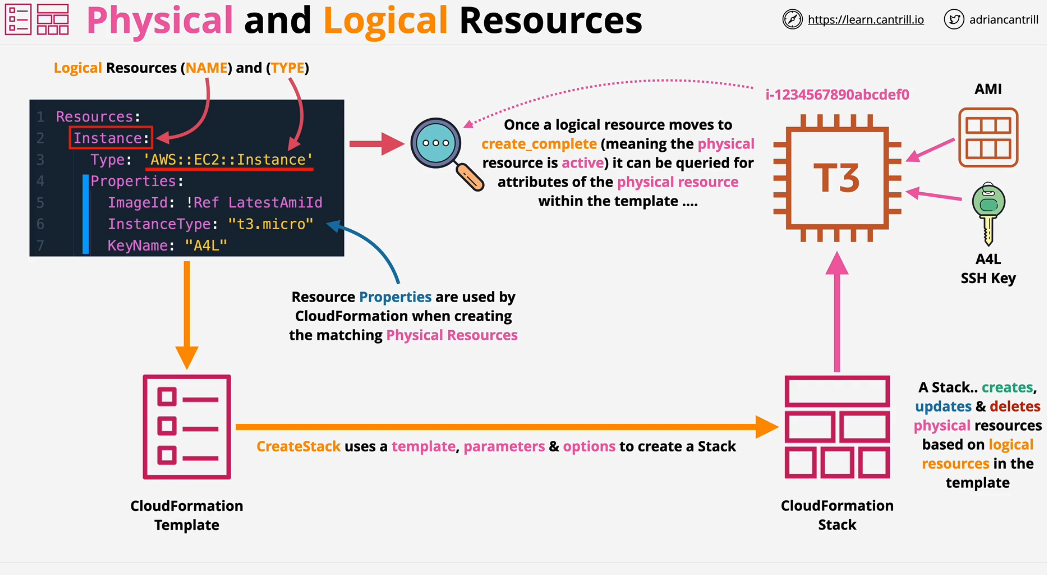 Physical and Logical Resources
https://learn.cantrill.io
adriancantrill
Logical Resources (NAME) and (TYPE)
1 Resources:
2 Instance:
3 Type: 'AWS::EC2::Instance'
4 Properties:
5 ImageId: !Ref LatestAmiId
6 InstanceType: "t3.micro"
7 KeyName: "A4L"
Once a logical resource moves to
create_complete (meaning the physical
resource is active) it can be queried for
attributes of the physical resource
within the template ....
i-1234567890abcdef0
T3
AMI
A4L
SSH Key
Resource Properties are used by
CloudFormation when creating
the matching Physical Resources
CreateStack uses a template, parameters & options to create a Stack
CloudFormation
Template
CloudFormation
Stack
A Stack.. creates,
updates & deletes
physical resources
based on logical
resources in the
template